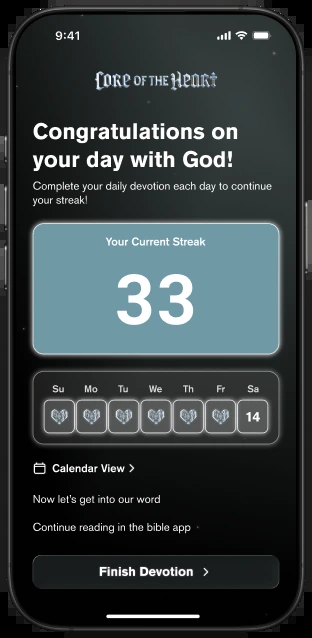 9:41
CORE OF THE HEART
Congratulations on
your day with God!
Complete your daily devotion each day to continue
your streak!
Your Current Streak
33
Su Mo Tu We Th Fr Sa
14
Calendar View >
Now let's get into our word
Continue reading in the bible app
Finish Devotion >